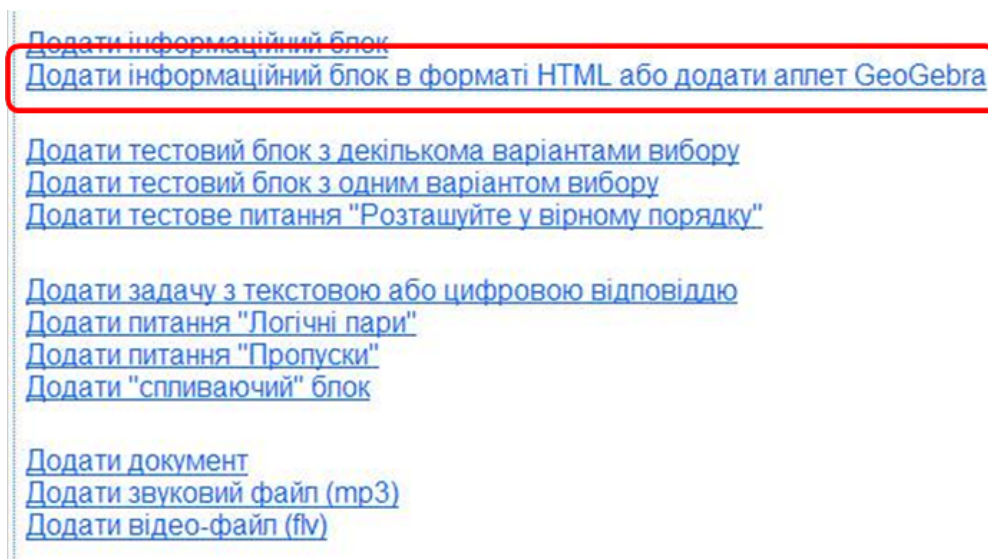 Додати інформаційний блок
Додати інформаційний блок в форматі HTML або додати аплет GeoGebra
Додати тестовий блок з декількома варіантами вибору
Додати тестовий блок з одним варіантом вибору
Додати тестове питання "Розташуйте у вірному порядку"
Додати задачу з текстовою або цифровою відповіддю
Додати питання "Логічні пари"
Додати питання "Пропуски"
Додати "спливаючий" блок
Додати документ
Додати звуковий файл (mp3)
Додати відео-файл (flv)